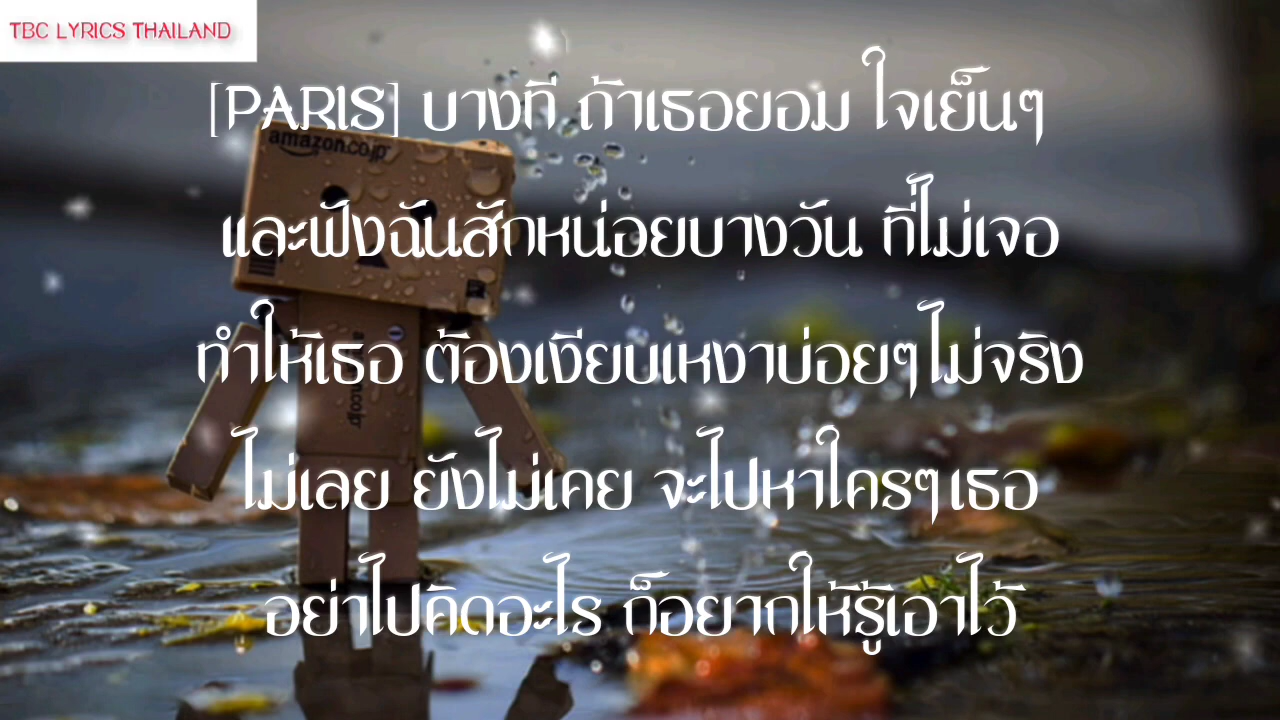 TBC LYRICS THAILAND
[PARIS] บางที ถ้าเธอยอม ใจเย็นๆ
amazon.co.jp
และฟังฉันสักหน่อยบางวัน ที่ไม่เจอ
ทำให้เธอ ต้องเงียบเหงาบ่อยๆไม่จริง
ไม่เลย ยังไม่เคย จะไปหาใครๆเธอ
อย่าไปคิดอะไร ก็อยากให้รู้เอาไว้